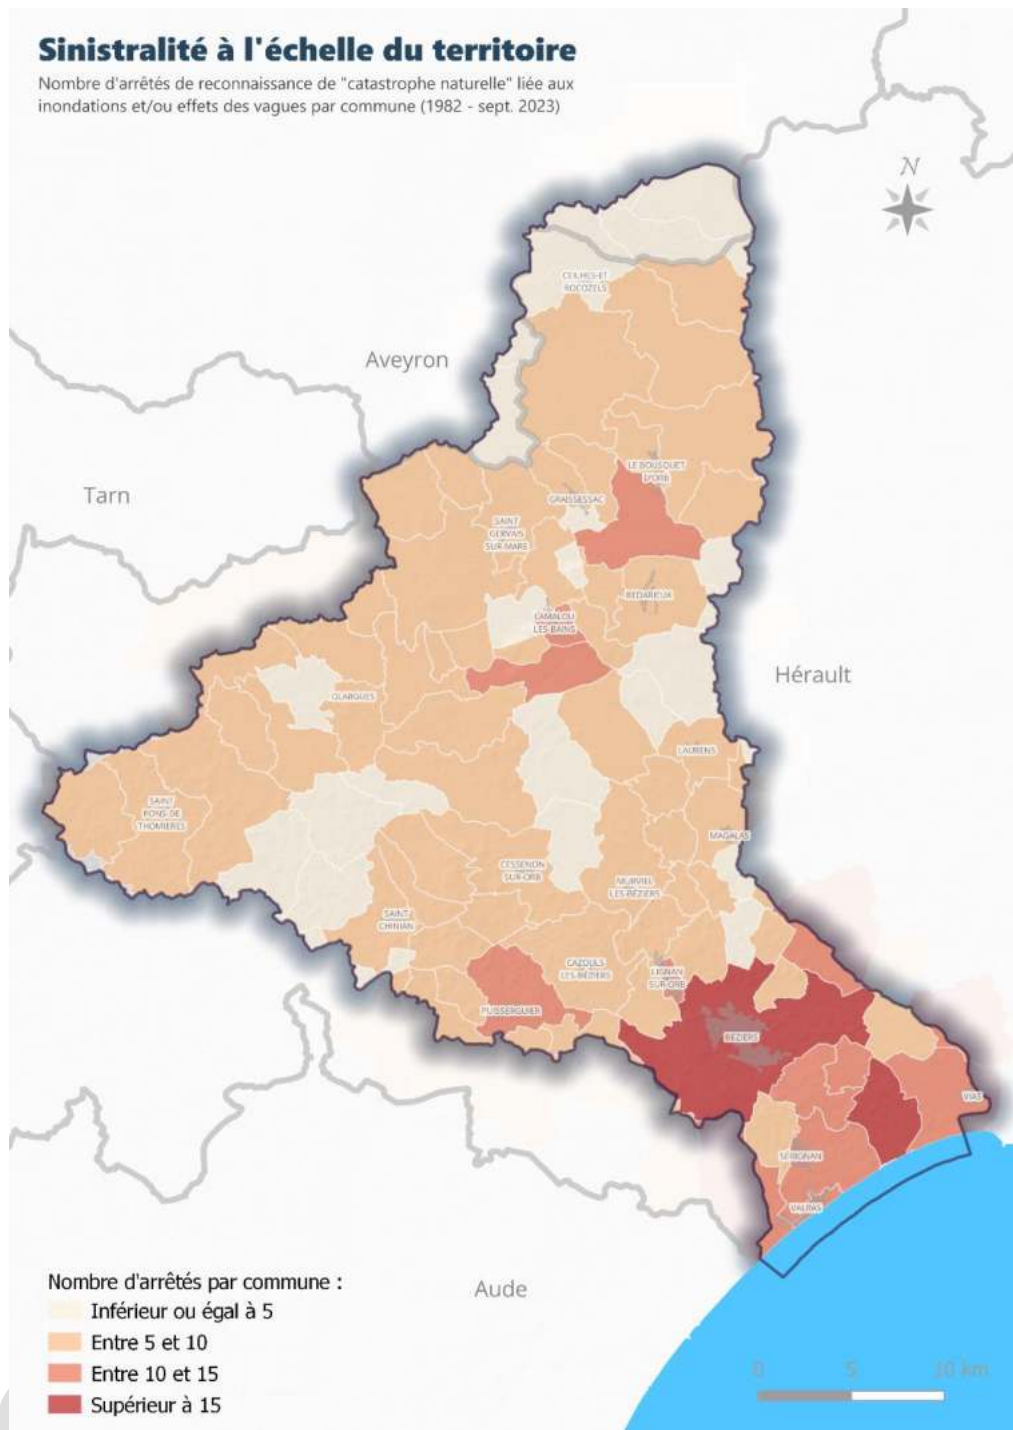 Sinistralité à l'échelle du territoire
Nombre d'arrêtés de reconnaissance de "catastrophe naturelle" liée aux
inondations et/ou effets des vagues par commune (1982 - sept. 2023)
N
CEILHES-ET
ROCOZELS
Aveyron
LE BOUSQUET
D'ORB
Tarn
GRAISSESSAC
SAINT
GERVAIS
SUR-MARE
BEDARIEUX
LAMALOU
LES-BAINS
Hérault
OLARGUES
LAURENS
SAINT
PONS-DE
THOMIERES
MAGALAS
CESSENON
SUR-ORB
MURVIEL
LES-BÉZIERS
SAINT
CHINIAN
CAZOULS
LES-BÉZIERS
LIGNAN
SUR-ORB
PUISSERGUIER
BÉZIERS
VIAS
SÉRIGNAN
VALRAS
Aude
Nombre d'arrêtés par commune :
Inférieur ou égal à 5
Entre 5 et 10
Entre 10 et 15
Supérieur à 15
0 5 10 km